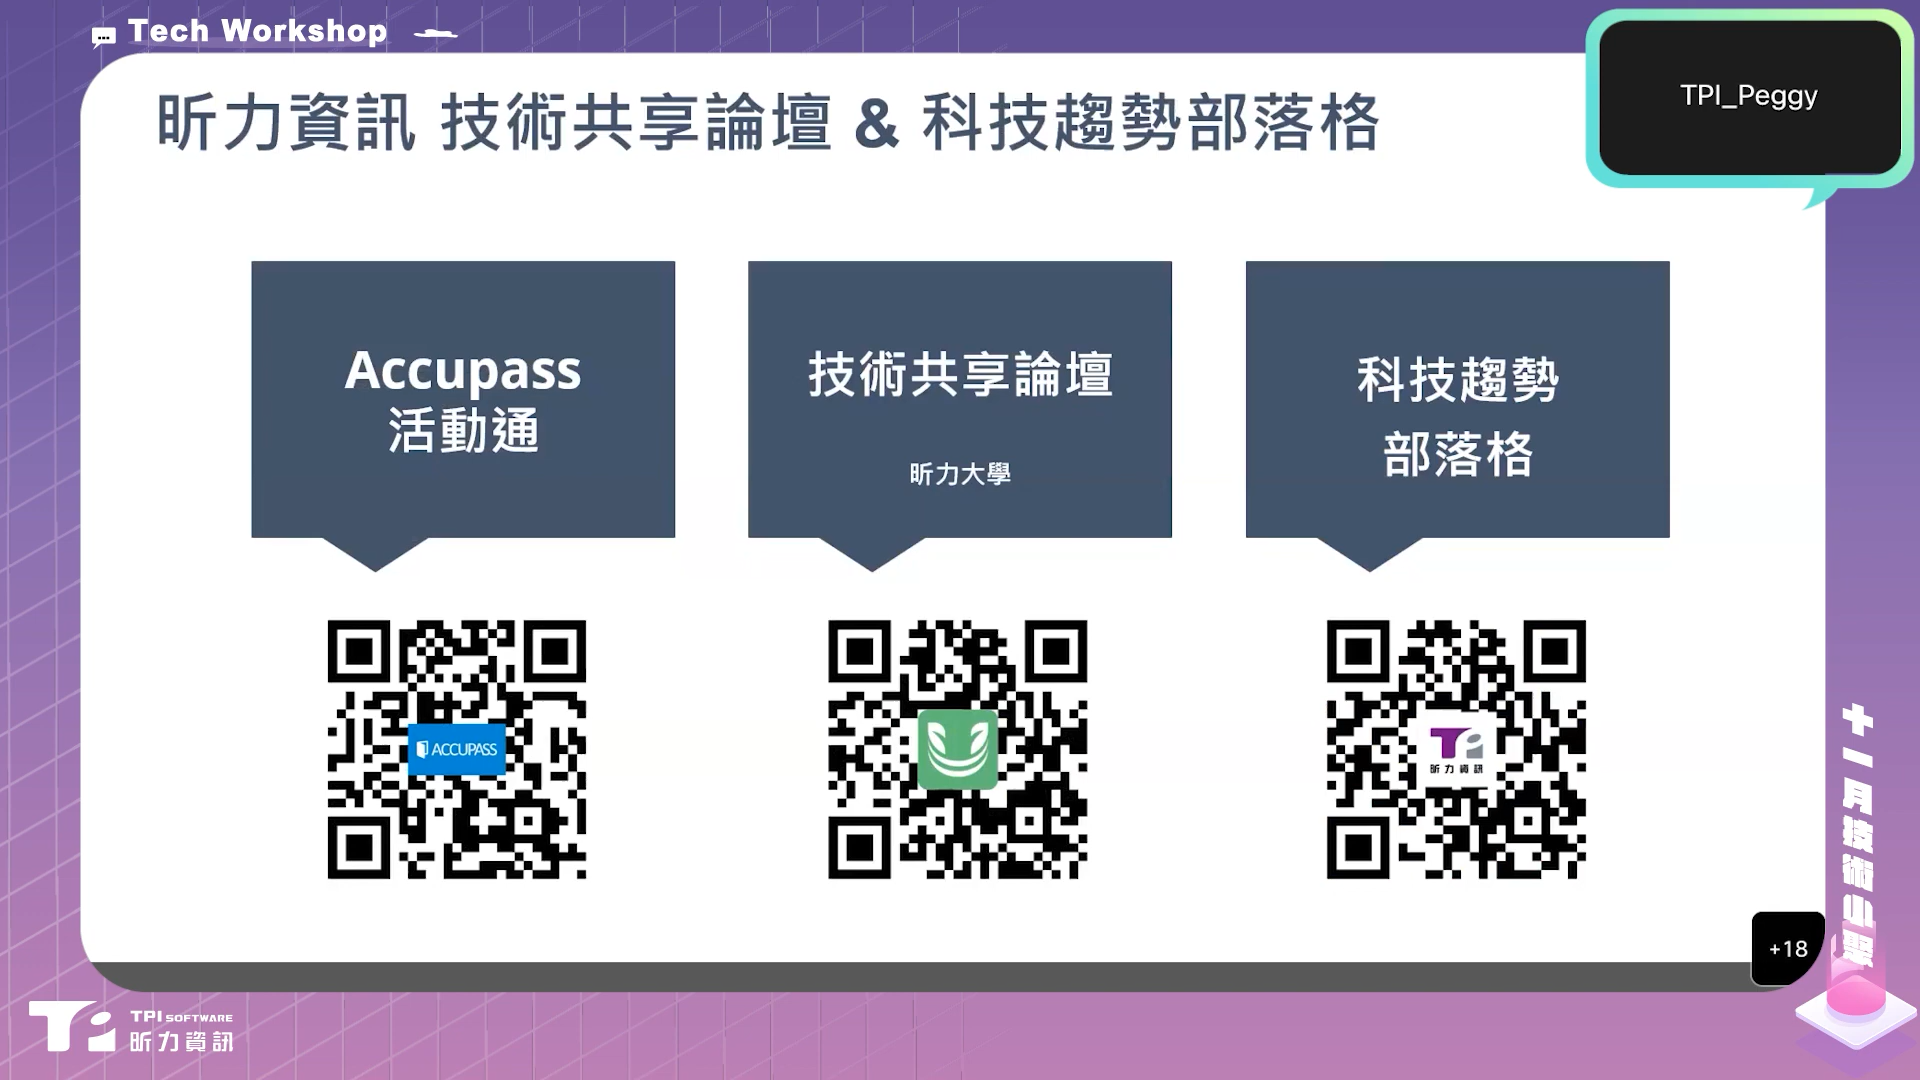 Tech Workshop
TPI_Peggy
昕力資訊 技術共享論壇 & 科技趨勢部落格
Accupass
活動通
技術共享論壇
昕力大學
科技趨勢
部落格
ACCUPASS
昕力資訊
+18
十一月技術小聚
TPI SOFTWARE
昕力資訊